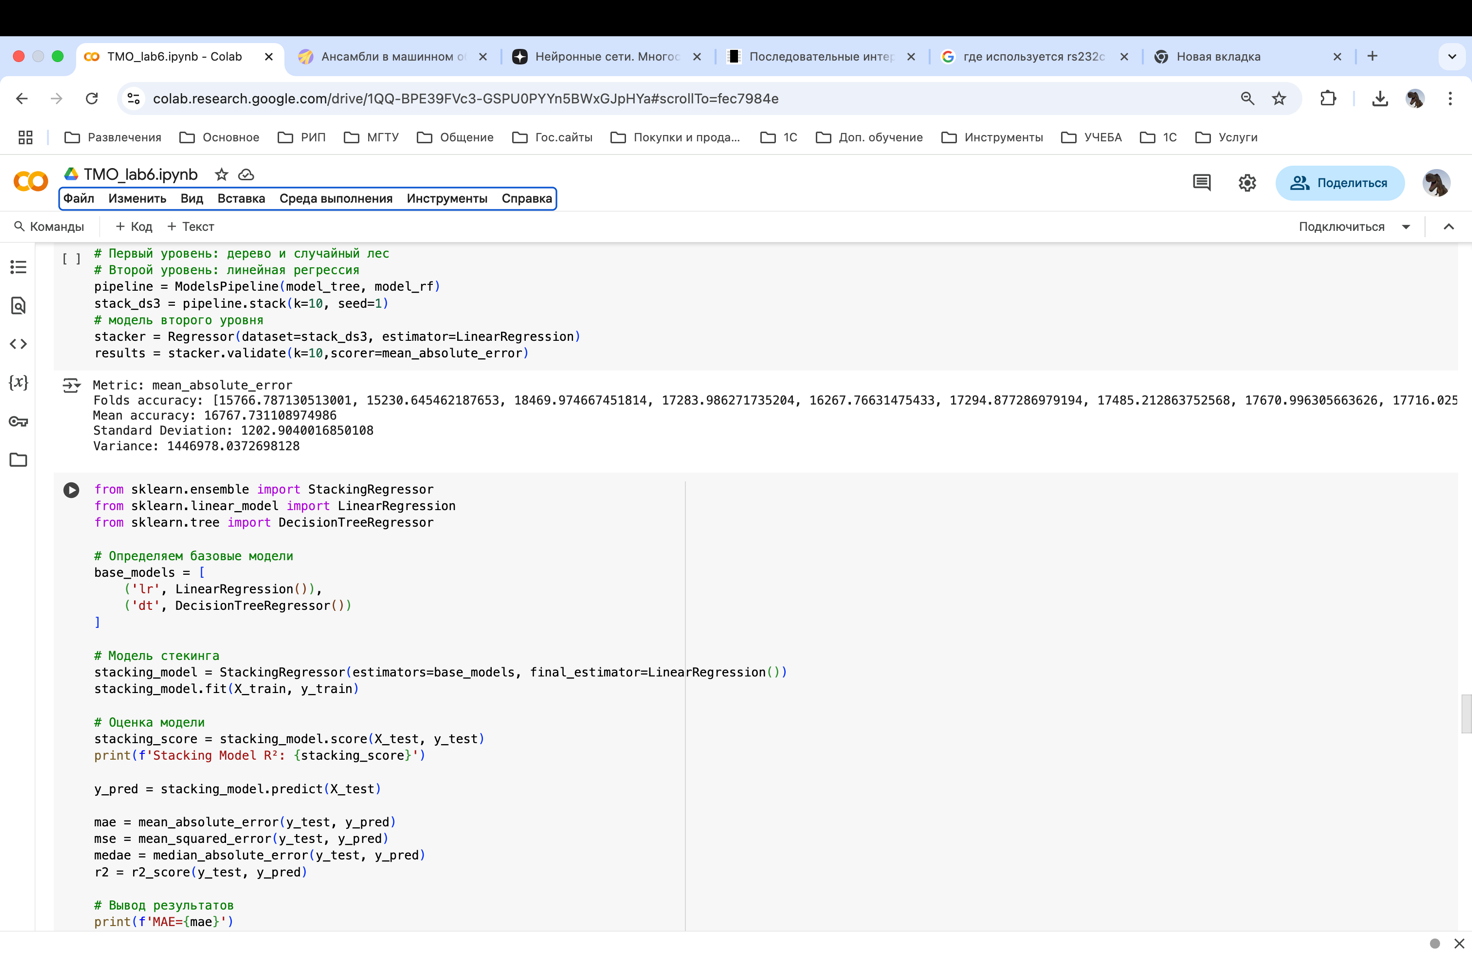 TMO_lab6.ipynb - Colab
Ансамбли в машинном о
Нейронные сети. Многос
Последовательные интер
где используется rs232c
Новая вкладка
colab.research.google.com/drive/1QQ-BPE39FVc3-GSPU0PYYn5BWxGJpHYa#scrollTo=fec7984e
Развлечения
Основное
РИП
МГТУ
Общение
Гос.сайты
Покупки и прода...
1С
Доп. обучение
Инструменты
УЧЕБА
1С
Услуги
TMO_lab6.ipynb
Файл Изменить Вид Вставка Среда выполнения Инструменты Справка
Поделиться
Команды + Код + Текст
Подключиться
[ ]
# Первый уровень: дерево и случайный лес
# Второй уровень: линейная регрессия
pipeline = ModelsPipeline(model_tree, model_rf)
stack_ds3 = pipeline.stack(k=10, seed=1)
# модель второго уровня
stacker = Regressor(dataset=stack_ds3, estimator=LinearRegression)
results = stacker.validate(k=10,scorer=mean_absolute_error)
Metric: mean_absolute_error
Folds accuracy: [15766.787130513001, 15230.645462187653, 18469.974667451814, 17283.986271735204, 16267.76631475433, 17294.877286979194, 17485.212863752568, 17670.996305663626, 17716.025
Mean accuracy: 16767.731108974986
Standard Deviation: 1202.9040016850108
Variance: 1446978.0372698128
from sklearn.ensemble import StackingRegressor
from sklearn.linear_model import LinearRegression
from sklearn.tree import DecisionTreeRegressor
# Определяем базовые модели
base_models = [
('lr', LinearRegression()),
('dt', DecisionTreeRegressor())
]
# Модель стекинга
stacking_model = StackingRegressor(estimators=base_models, final_estimator=LinearRegression())
stacking_model.fit(X_train, y_train)
# Оценка модели
stacking_score = stacking_model.score(X_test, y_test)
print(f'Stacking Model R²: {stacking_score}')
y_pred = stacking_model.predict(X_test)
mae = mean_absolute_error(y_test, y_pred)
mse = mean_squared_error(y_test, y_pred)
medae = median_absolute_error(y_test, y_pred)
r2 = r2_score(y_test, y_pred)
# Вывод результатов
print(f'MAE={mae}')